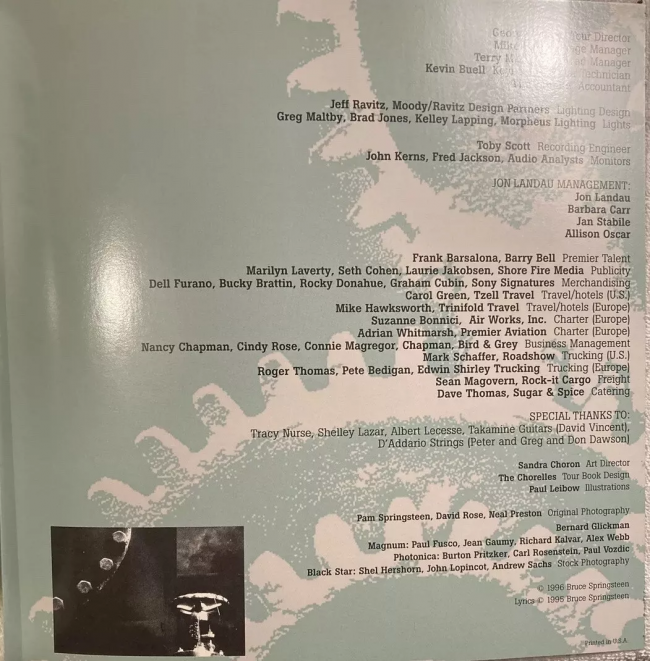 Tour Director
Mike Manager
Terry Manager
Kevin Buell Technician
Accountant
Jeff Ravitz, Moody/Ravitz Design Partners Lighting Design
Greg Maltby, Brad Jones, Kelley Lapping, Morpheus Lighting Lights
Toby Scott Recording Engineer
John Kerns, Fred Jackson, Audio Analysts Monitors
JON LANDAU MANAGEMENT:
Jon Landau
Barbara Carr
Jan Stabile
Allison Oscar
Frank Barsalona, Barry Bell Premier Talent
Marilyn Laverty, Seth Cohen, Laurie Jakobsen, Shore Fire Media Publicity
Dell Furano, Bucky Brattin, Rocky Donahue, Graham Cubin, Sony Signatures Merchandising
Carol Green, Tzell Travel Travel/hotels (U.S.)
Mike Hawksworth, Trinifold Travel Travel/hotels (Europe)
Suzanne Bonnici, Air Works, Inc. Charter (Europe)
Adrian Whitmarsh, Premier Aviation Charter (Europe)
Nancy Chapman, Cindy Rose, Connie Magregor, Chapman, Bird & Grey Business Management
Mark Schaffer, Roadshow Trucking (U.S.)
Roger Thomas, Pete Bedigan, Edwin Shirley Trucking Trucking (Europe)
Sean Magovern, Rock-it Cargo Freight
Dave Thomas, Sugar & Spice Catering
SPECIAL THANKS TO:
Tracy Nurse, Shelley Lazar, Albert Lecesse, Takamine Guitars (David Vincent),
D'Addario Strings (Peter and Greg and Don Dawson)
Sandra Choron Art Director
The Chorelles Tour Book Design
Paul Leibow Illustrations
Pam Springsteen, David Rose, Neal Preston Original Photography
Bernard Glickman
Magnum: Paul Fusco, Jean Gaumy, Richard Kalvar, Alex Webb
Photonica: Burton Pritzker, Carl Rosenstein, Paul Vozdic
Black Star: Shel Hershorn, John Lopincot, Andrew Sachs Stock Photography
© 1996 Bruce Springsteen
Lyrics © 1995 Bruce Springsteen
Printed in U.S.A.